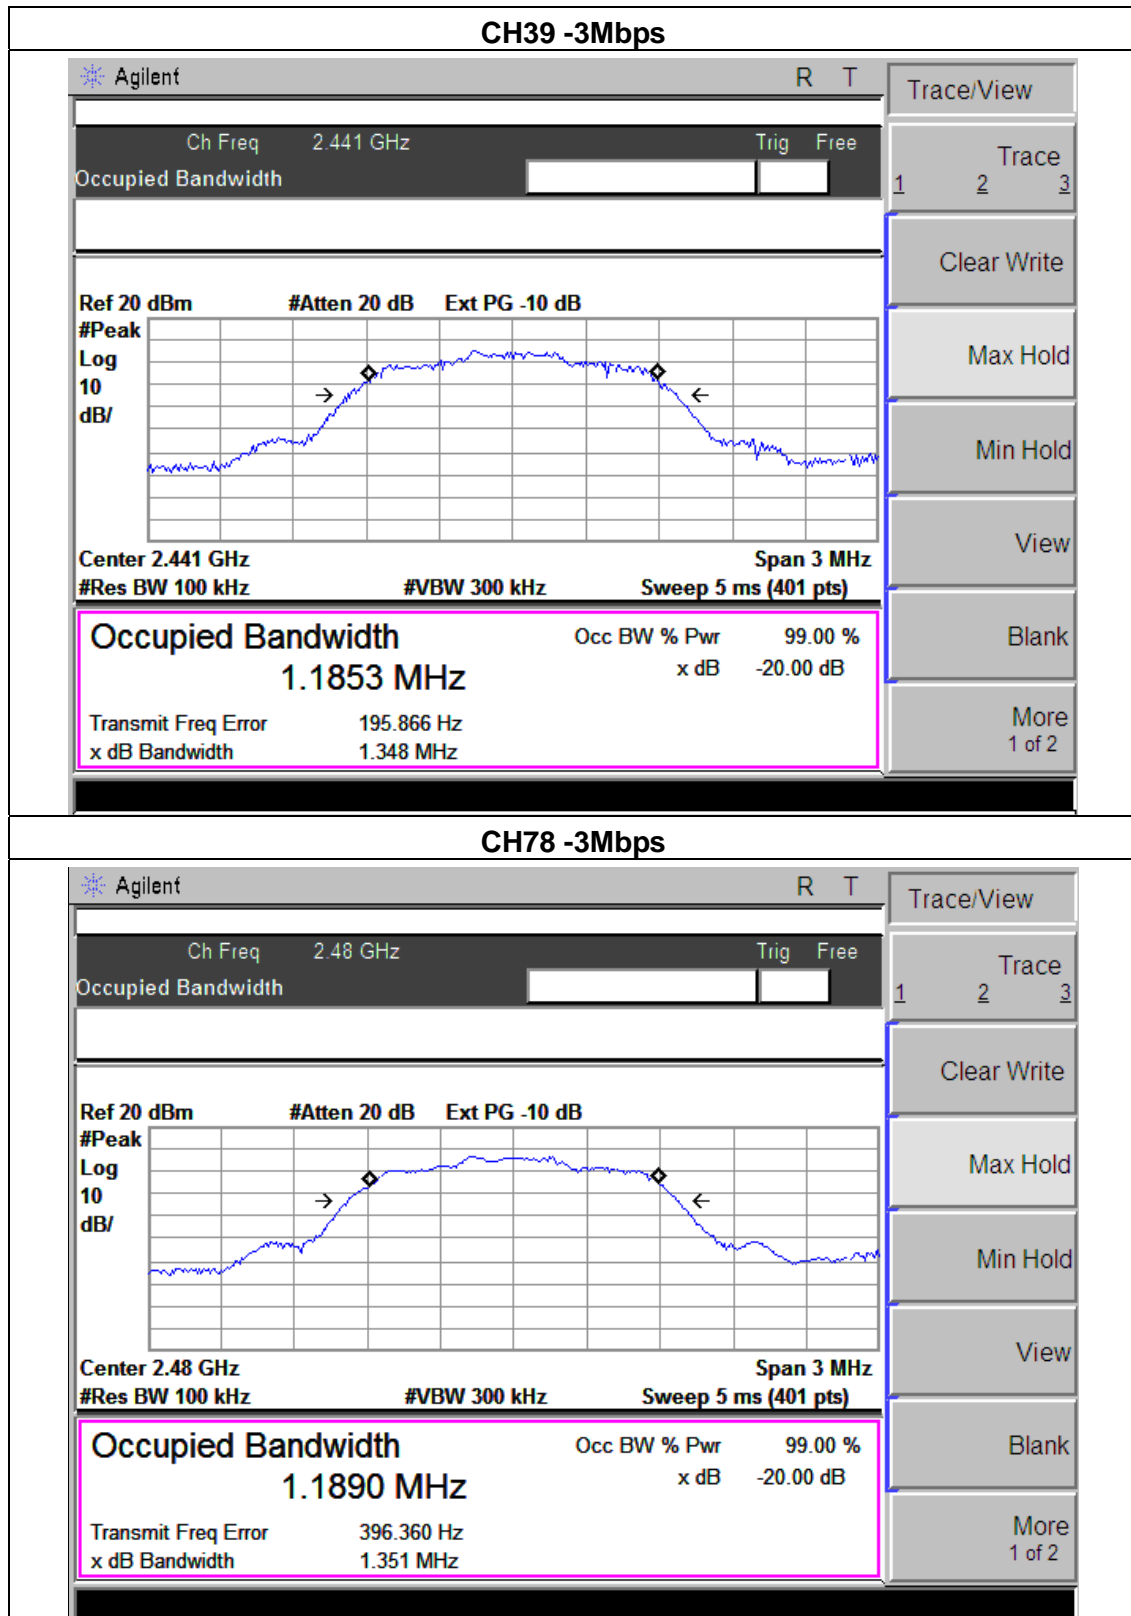 CH39 -3Mbps
Agilent R T
Trace/View
Ch Freq 2.441 GHz Trig Free
Occupied Bandwidth
Trace
1 2 3
Clear Write
Ref 20 dBm #Atten 20 dB Ext PG -10 dB
#Peak
Log
10
dB/
Max Hold
Min Hold
Center 2.441 GHz Span 3 MHz
#Res BW 100 kHz #VBW 300 kHz Sweep 5 ms (401 pts)
View
Occupied Bandwidth Occ BW % Pwr 99.00 %
1.1853 MHz x dB -20.00 dB
Blank
Transmit Freq Error 195.866 Hz
x dB Bandwidth 1.348 MHz
More
1 of 2
CH78 -3Mbps
Agilent R T
Trace/View
Ch Freq 2.48 GHz Trig Free
Occupied Bandwidth
Trace
1 2 3
Clear Write
Ref 20 dBm #Atten 20 dB Ext PG -10 dB
#Peak
Log
10
dB/
Max Hold
Min Hold
Center 2.48 GHz Span 3 MHz
#Res BW 100 kHz #VBW 300 kHz Sweep 5 ms (401 pts)
View
Occupied Bandwidth Occ BW % Pwr 99.00 %
1.1890 MHz x dB -20.00 dB
Blank
Transmit Freq Error 396.360 Hz
x dB Bandwidth 1.351 MHz
More
1 of 2